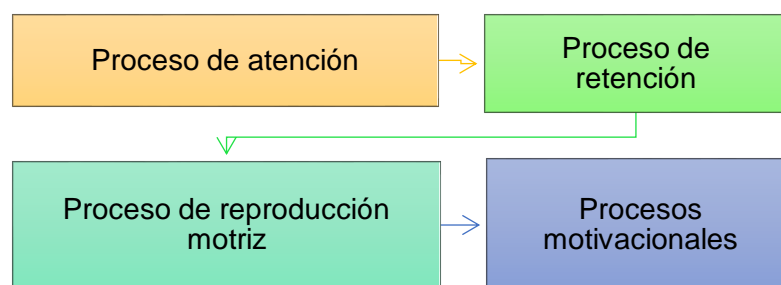 Proceso de atención
Proceso de
retención
Proceso de reproducción
motriz
Procesos
motivacionales